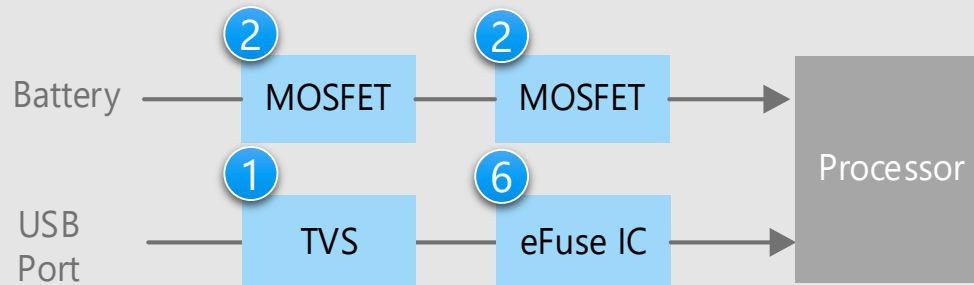 2
2
Battery
MOSFET
MOSFET
Processor
1
6
USB
Port
TVS
eFuse IC